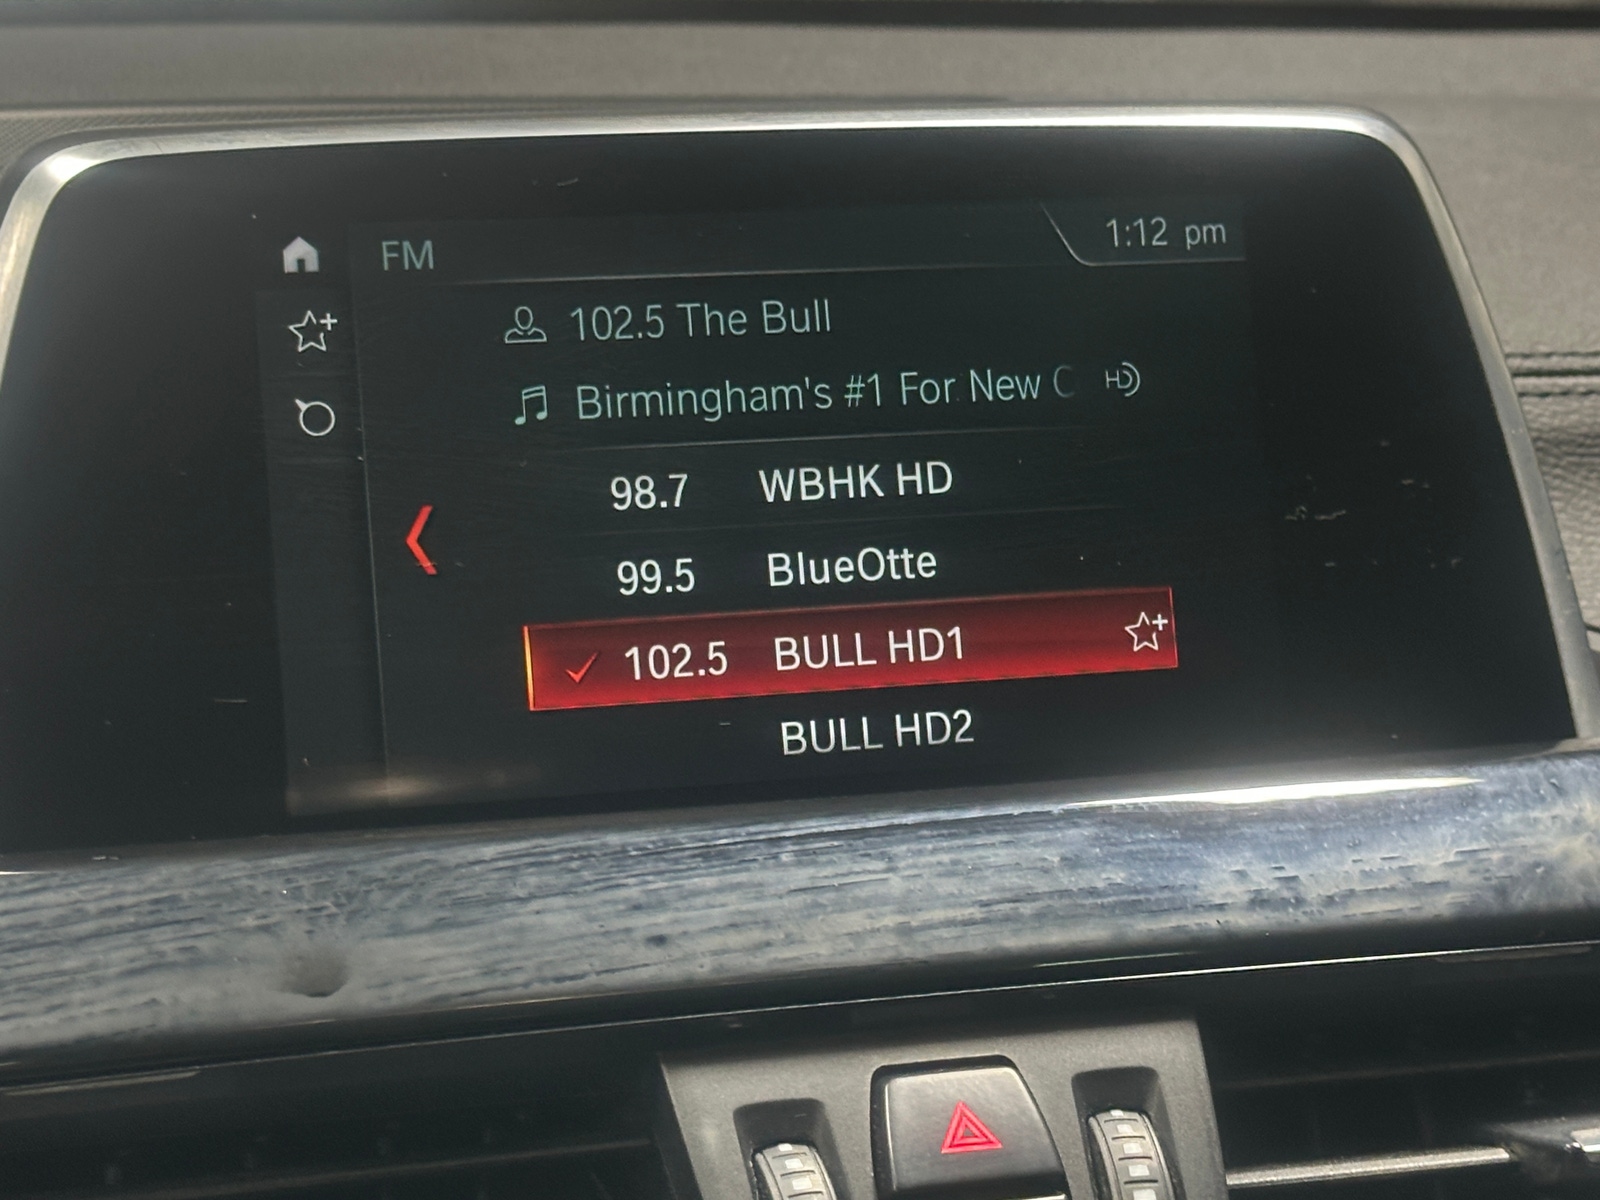 FM
1:12 pm
102.5 The Bull
Birmingham's #1 For New C
HD
98.7 WBHK HD
99.5 BlueOtte
102.5 BULL HD1
BULL HD2